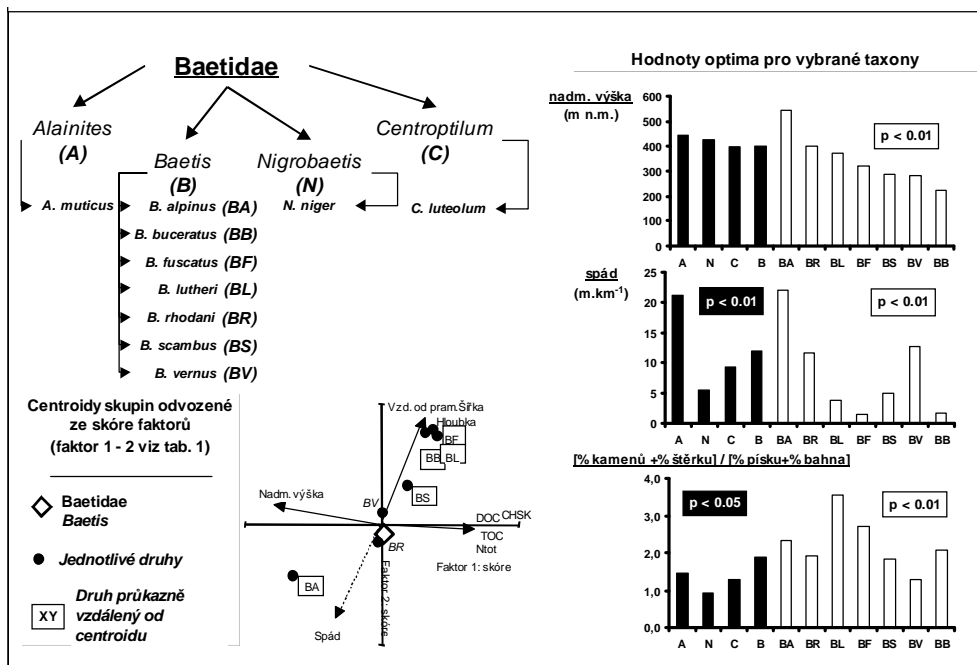 Baetidae
Alainites
(A)
Baetis
(B)
Nigrobaetis
(N)
Centroptilum
(C)
A. muticus
B. alpinus (BA)
N. niger
C. luteolum
B. buceratus (BB)
B. fuscatus (BF)
B. lutheri (BL)
B. rhodani (BR)
B. scambus (BS)
B. vernus (BV)
Centroidy skupin odvozené
ze skóre faktorů
(faktor 1 - 2 viz tab. 1)
Baetidae
Baetis
Jednotlivé druhy
XY
Druh průkazně
vzdálený od
centroidu
Vzd. od pram.Šířka
Hloubka
BF
BB
BL
BS
Nadm. výška
BV
DOC CHSK
TOC
Ntot
BR
Faktor 1: skóre
BA
Faktor 2: skóre
Spád
Hodnoty optima pro vybrané taxony
nadm. výška
(m n.m.)
600
500
400
300
200
100
0
p < 0.01
A N C B BA BR BL BF BS BV BB
spád
(m.km-1)
25
20
15
10
5
0
p < 0.01
p < 0.01
A N C B BA BR BL BF BS BV BB
[% kamenů +% štěrku] / [% písku+% bahna]
4,0
3,0
2,0
1,0
0,0
p < 0.05
p < 0.01
A N C B BA BR BL BF BS BV BB